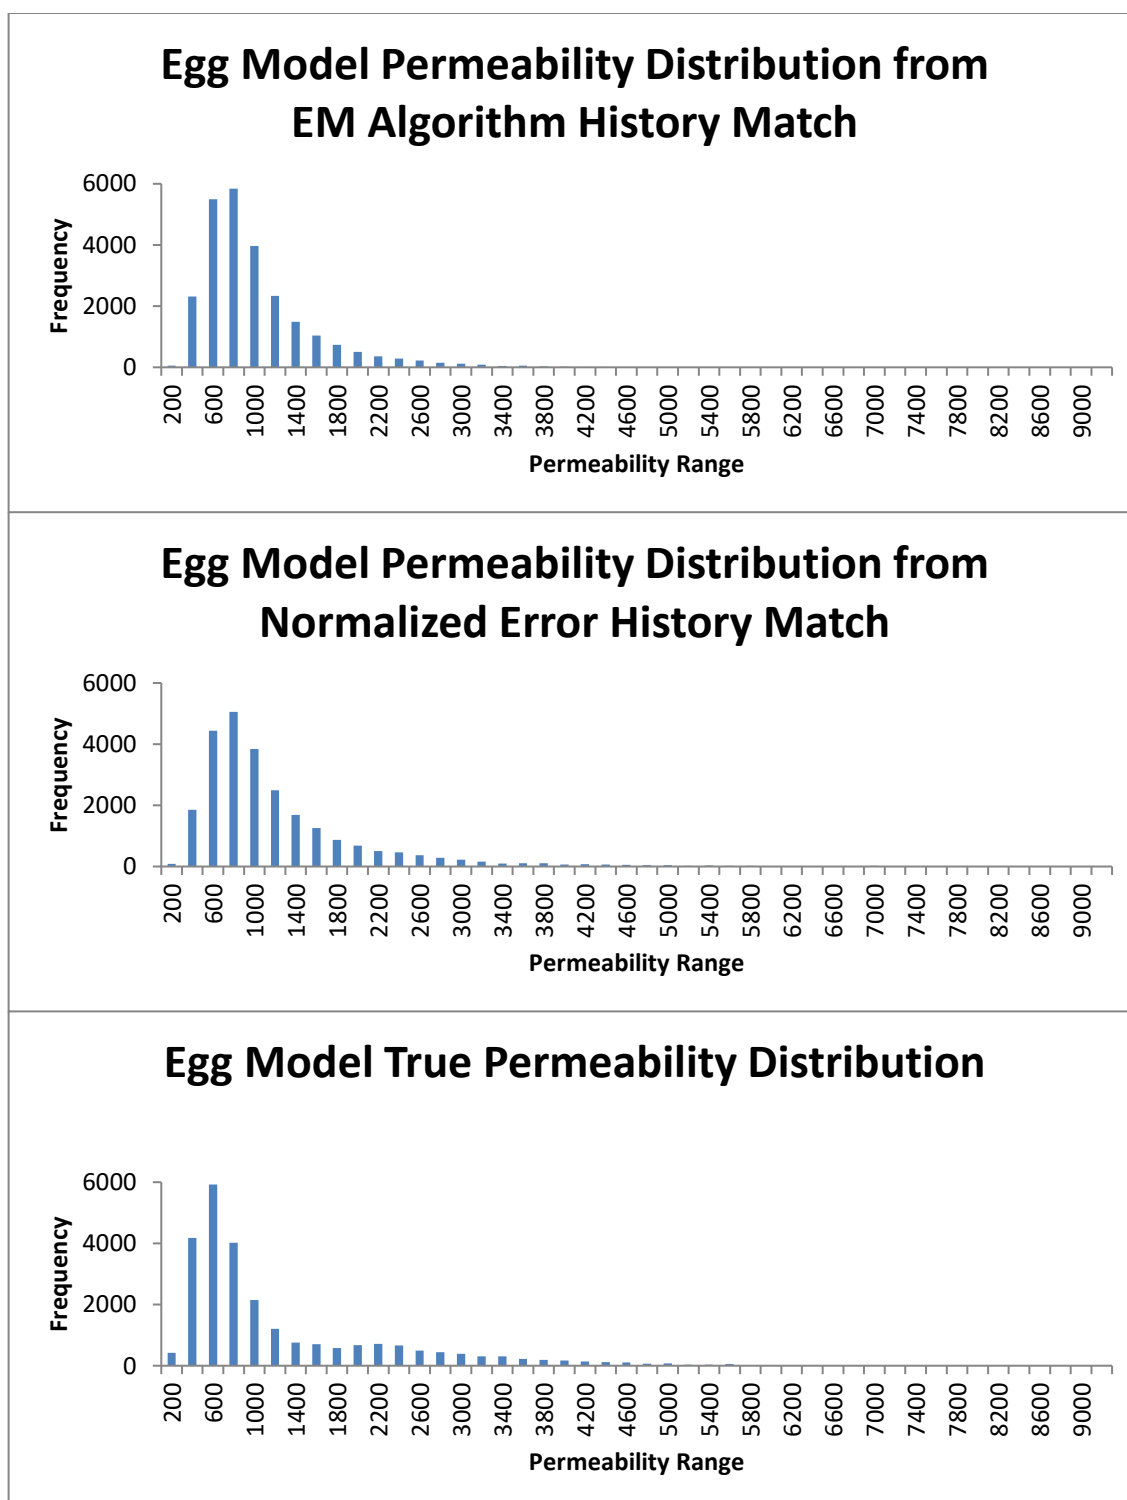 Egg Model Permeability Distribution from
EM Algorithm History Match
6000
4000
2000
0
Frequency
200 600 1000 1400 1800 2200 2600 3000 3400 3800 4200 4600 5000 5400 5800 6200 6600 7000 7400 7800 8200 8600 9000
Permeability Range
Egg Model Permeability Distribution from
Normalized Error History Match
6000
4000
2000
0
Frequency
200 600 1000 1400 1800 2200 2600 3000 3400 3800 4200 4600 5000 5400 5800 6200 6600 7000 7400 7800 8200 8600 9000
Permeability Range
Egg Model True Permeability Distribution
6000
4000
2000
0
Frequency
200 600 1000 1400 1800 2200 2600 3000 3400 3800 4200 4600 5000 5400 5800 6200 6600 7000 7400 7800 8200 8600 9000
Permeability Range